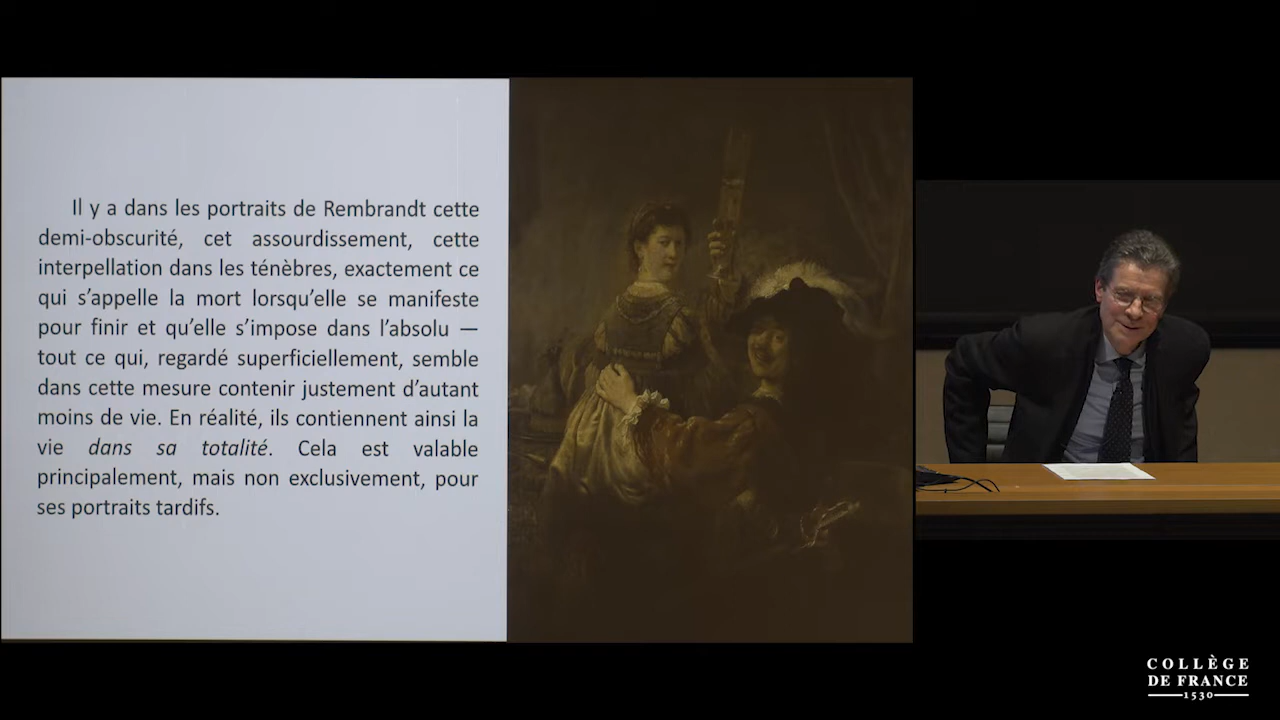 Il y a dans les portraits de Rembrandt cette
demi-obscurité, cet assourdissement, cette
interpellation dans les ténèbres, exactement ce
qui s’appelle la mort lorsqu’elle se manifeste
pour finir et qu’elle s’impose dans l’absolu —
tout ce qui, regardé superficiellement, semble
dans cette mesure contenir justement d’autant
moins de vie. En réalité, ils contiennent ainsi la
vie dans sa totalité. Cela est valable
principalement, mais non exclusivement, pour
ses portraits tardifs.
COLLÈGE
DE FRANCE
1530